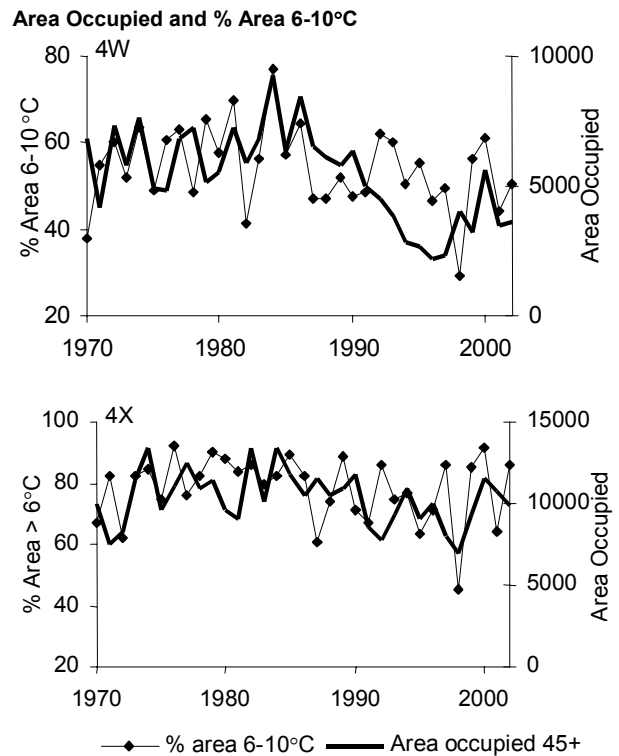 Area Occupied and % Area 6-10°C
4W
80
60
40
20
% Area 6-10 °C
10000
5000
0
Area Occupied
1970 1980 1990 2000
4X
100
80
60
40
20
% Area > 6°C
15000
10000
5000
0
Area Occupied
1970 1980 1990 2000
% area 6-10°C Area occupied 45+